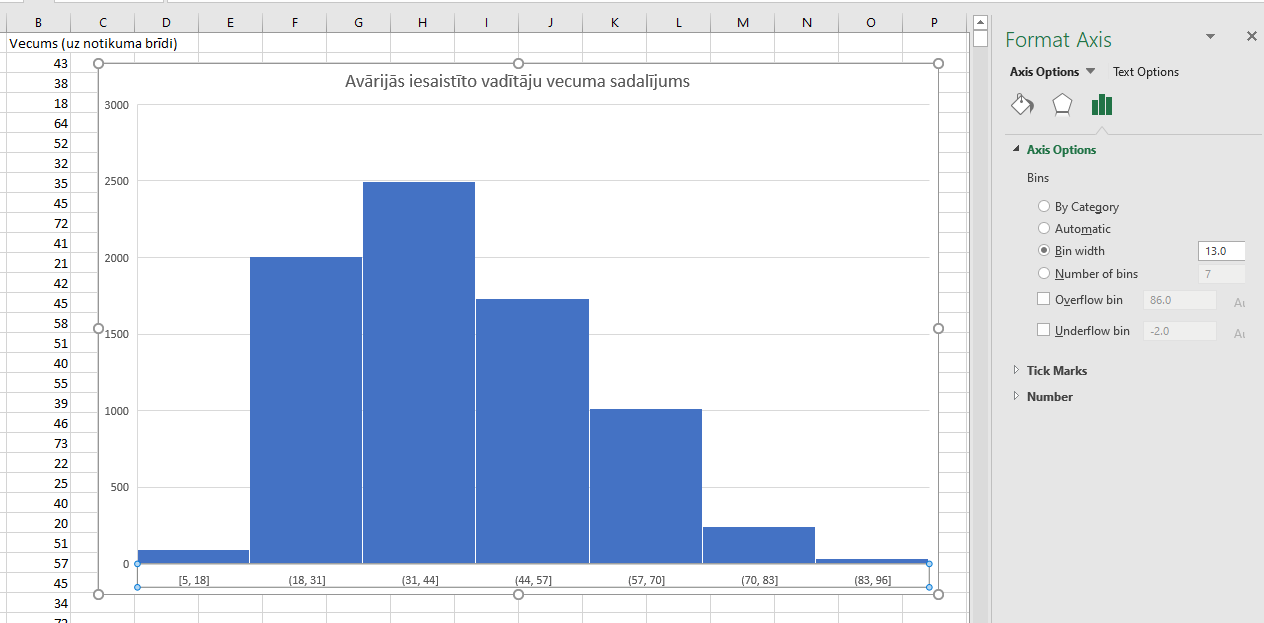 B C D E F G H I J K L M N O P
Vecums (uz notikuma brīdi)
43
38
18
64
52
32
35
45
72
41
21
42
45
58
51
40
55
39
46
73
22
25
40
20
51
57
45
34
Avārijās iesaistīto vadītāju vecuma sadalījums
3000
2500
2000
1500
1000
500
0
[5, 18] (18, 31] (31, 44] (44, 57] (57, 70] (70, 83] (83, 96]
Format Axis
Axis Options Text Options
Axis Options
Bins
By Category
Automatic
Bin width 13.0
Number of bins 7
Overflow bin 86.0
Underflow bin -2.0
Tick Marks
Number